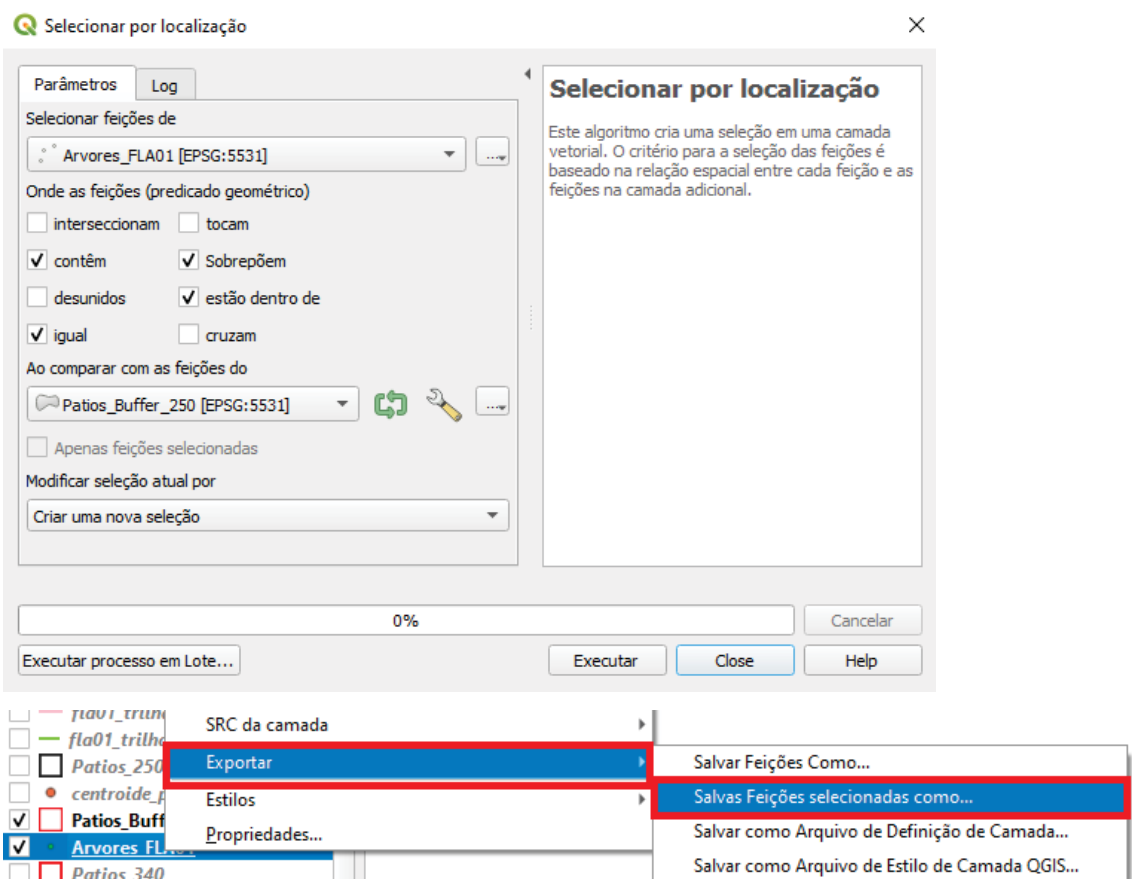 Selecionar por localização
Parâmetros Log
Selecionar feições de
Arvores_FLA01 [EPSG:5531]
...
Onde as feições (predicado geométrico)
interseccionam tocam
contêm Sobrepõem
desunidos estão dentro de
igual cruzam
Ao comparar com as feições do
Patios_Buffer_250 [EPSG:5531]
...
Apenas feições selecionadas
Modificar seleção atual por
Criar uma nova seleção
Selecionar por localização
Este algoritmo cria uma seleção em uma camada
vetorial. O critério para a seleção das feições é
baseado na relação espacial entre cada feição e as
feições na camada adicional.
0%
Cancelar
Executar processo em Lote...
Executar Close Help
fla01_trilha
Patios_250
centroide_p
Patios_Buff
Arvores_FLA01
Patios_340
SRC da camada
Exportar
Estilos
Propriedades...
Salvar Feições Como...
Salvas Feições selecionadas como...
Salvar como Arquivo de Definição de Camada...
Salvar como Arquivo de Estilo de Camada QGIS...